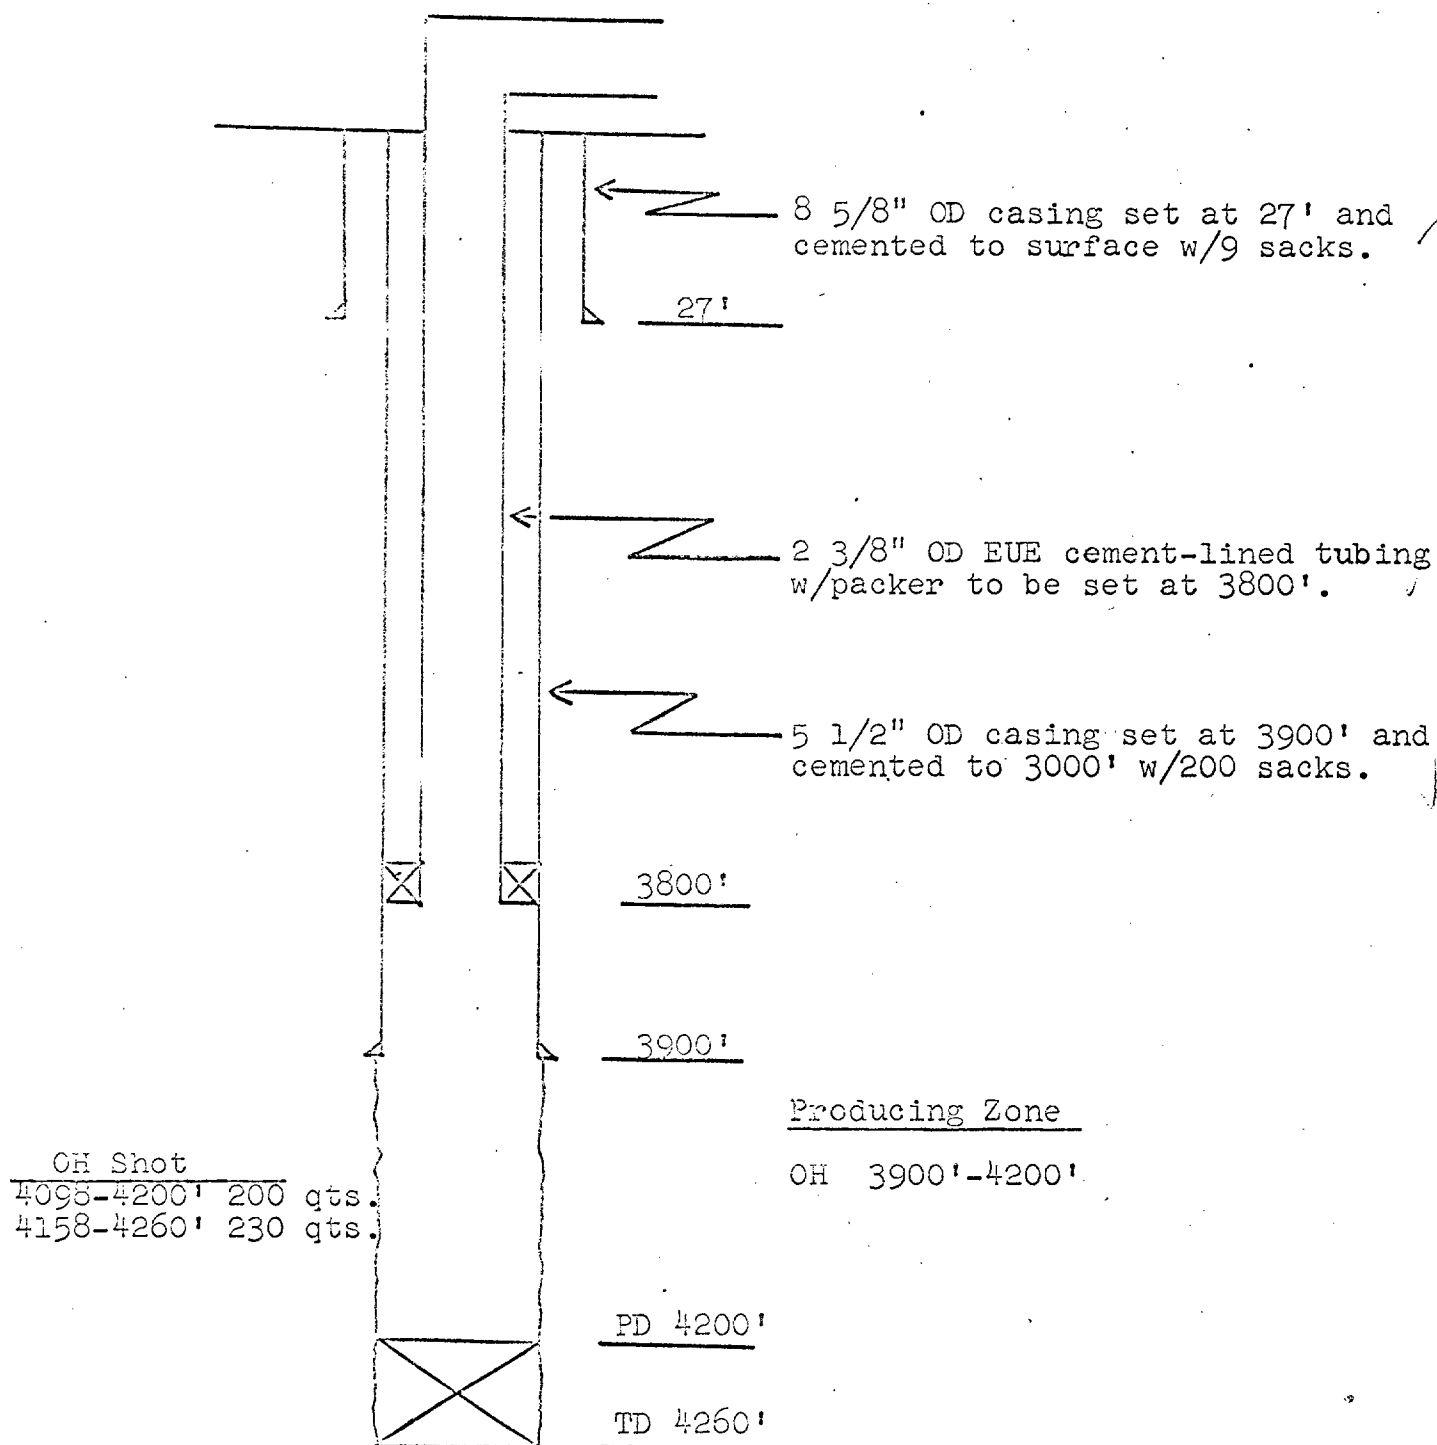 8 5/8" OD casing set at 27' and
cemented to surface w/9 sacks.
27'
2 3/8" OD EUE cement-lined tubing
w/packer to be set at 3800'.
5 1/2" OD casing set at 3900' and
cemented to 3000' w/200 sacks.
3800'
3900'
Producing Zone
OH 3900'-4200'
OH Shot
4098-4200' 200 qts.
4158-4260' 230 qts.
PD 4200'
TD 4260'